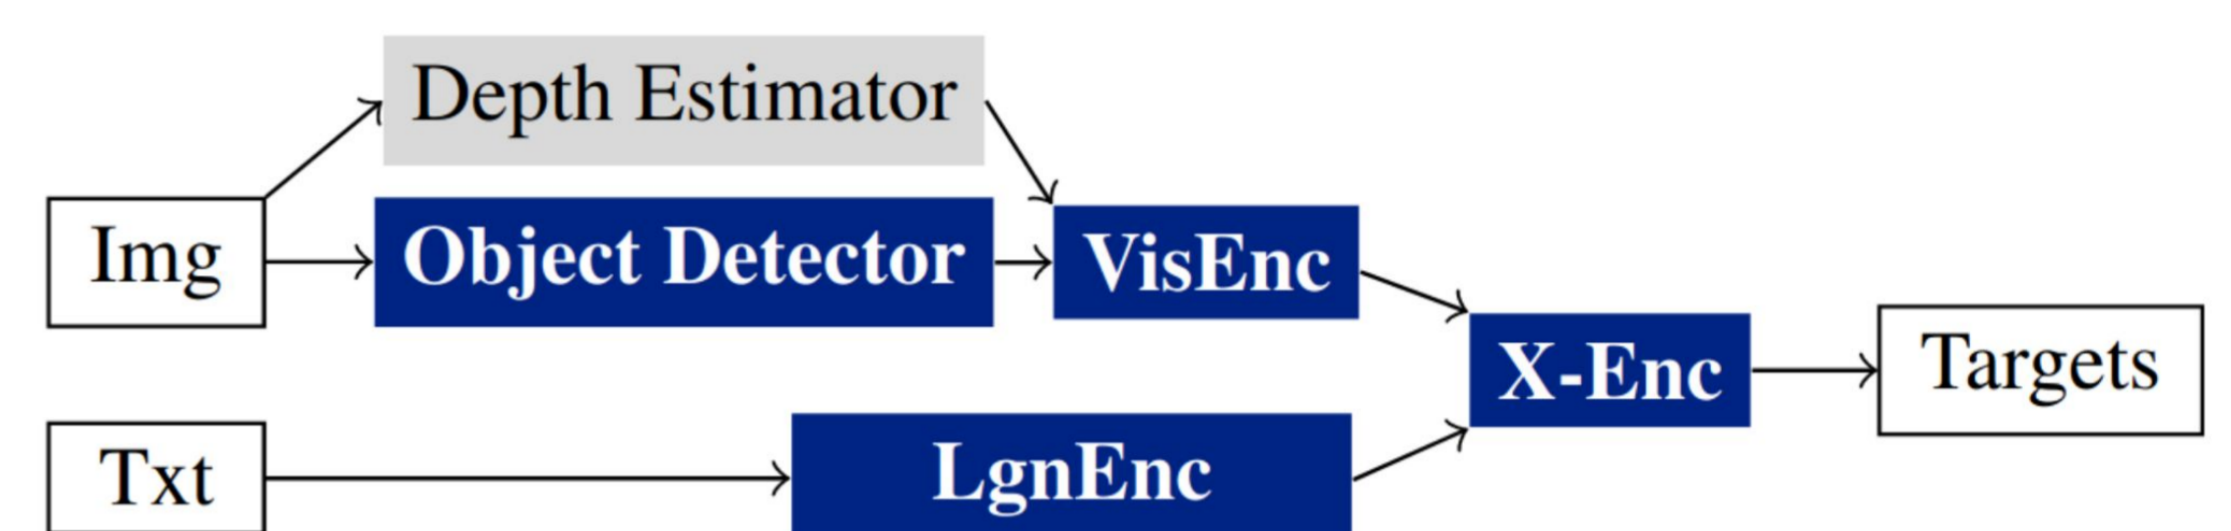 Depth Estimator
Img
Object Detector
VisEnc
X-Enc
Targets
Txt
LgnEnc